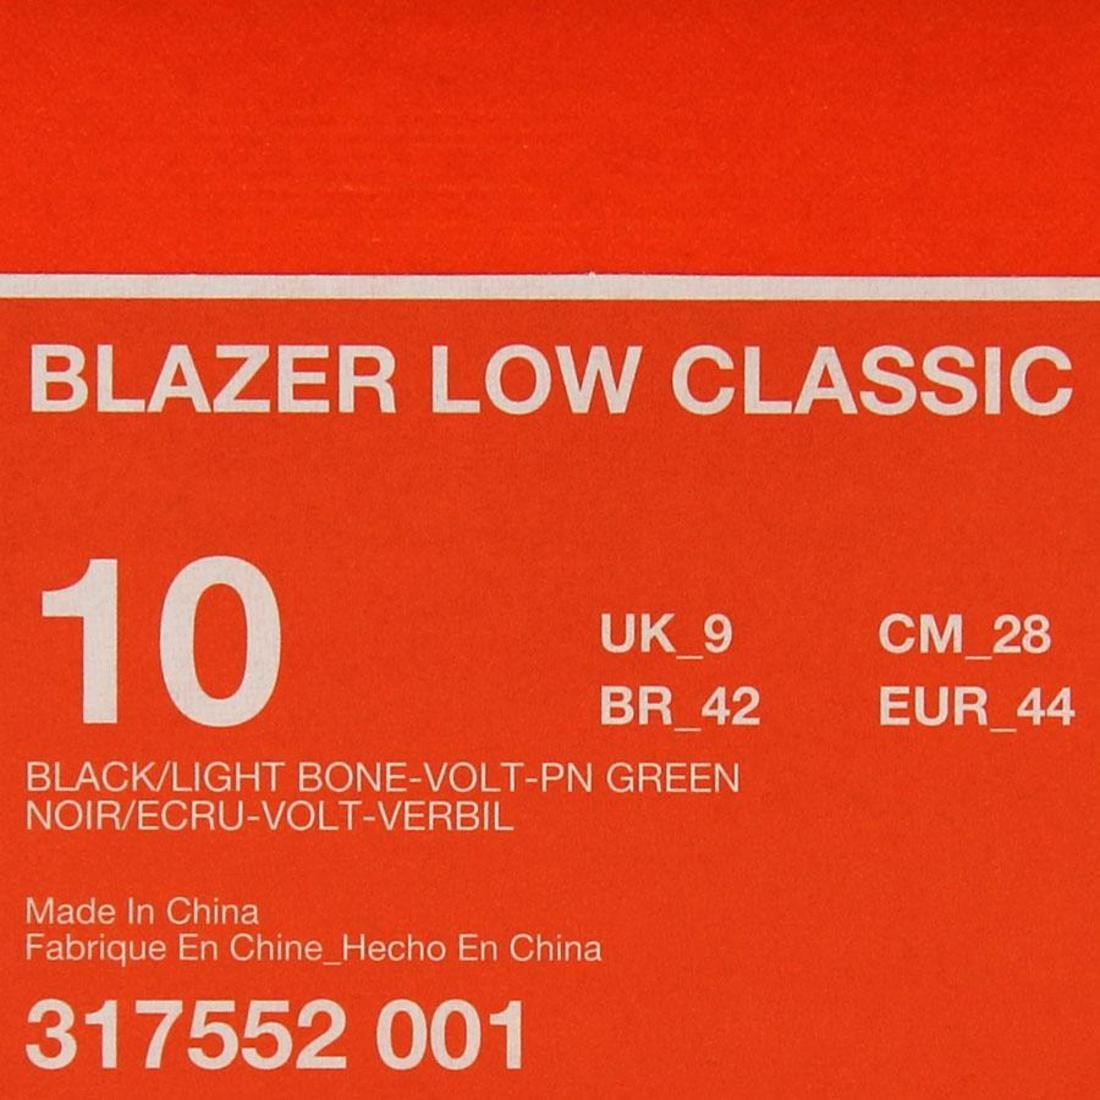 BLAZER LOW CLASSIC
10
UK_9 CM_28
BR_42 EUR_44
BLACK/LIGHT BONE-VOLT-PN GREEN
NOIR/ECRU-VOLT-VERBIL
Made In China
Fabrique En Chine_Hecho En China
317552 001